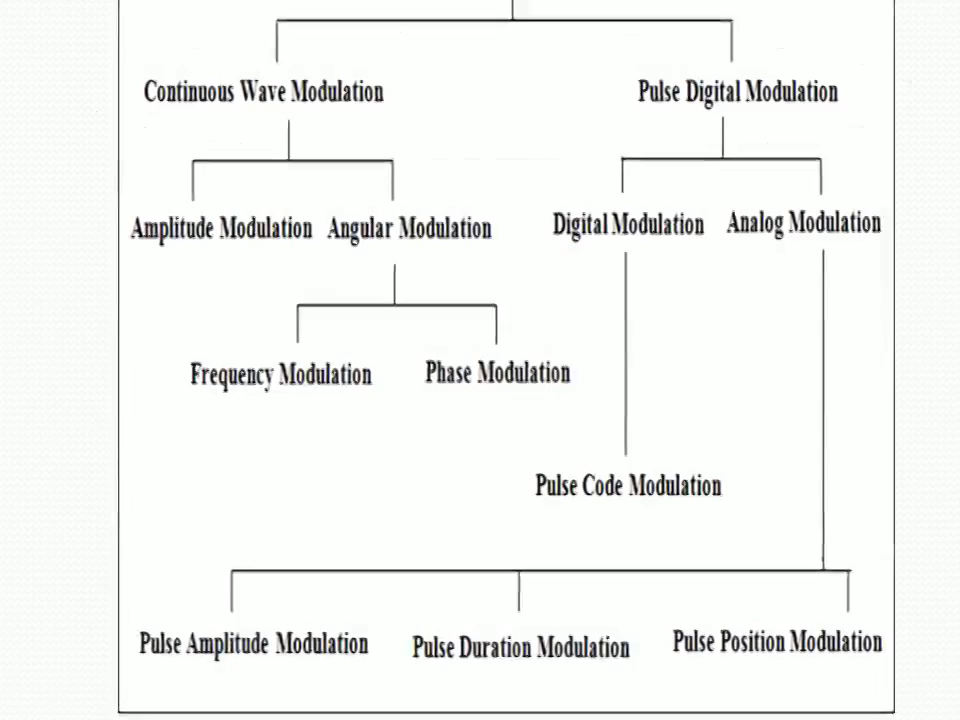 Continuous Wave Modulation
Pulse Digital Modulation
Amplitude Modulation
Angular Modulation
Digital Modulation
Analog Modulation
Frequency Modulation
Phase Modulation
Pulse Code Modulation
Pulse Amplitude Modulation
Pulse Duration Modulation
Pulse Position Modulation